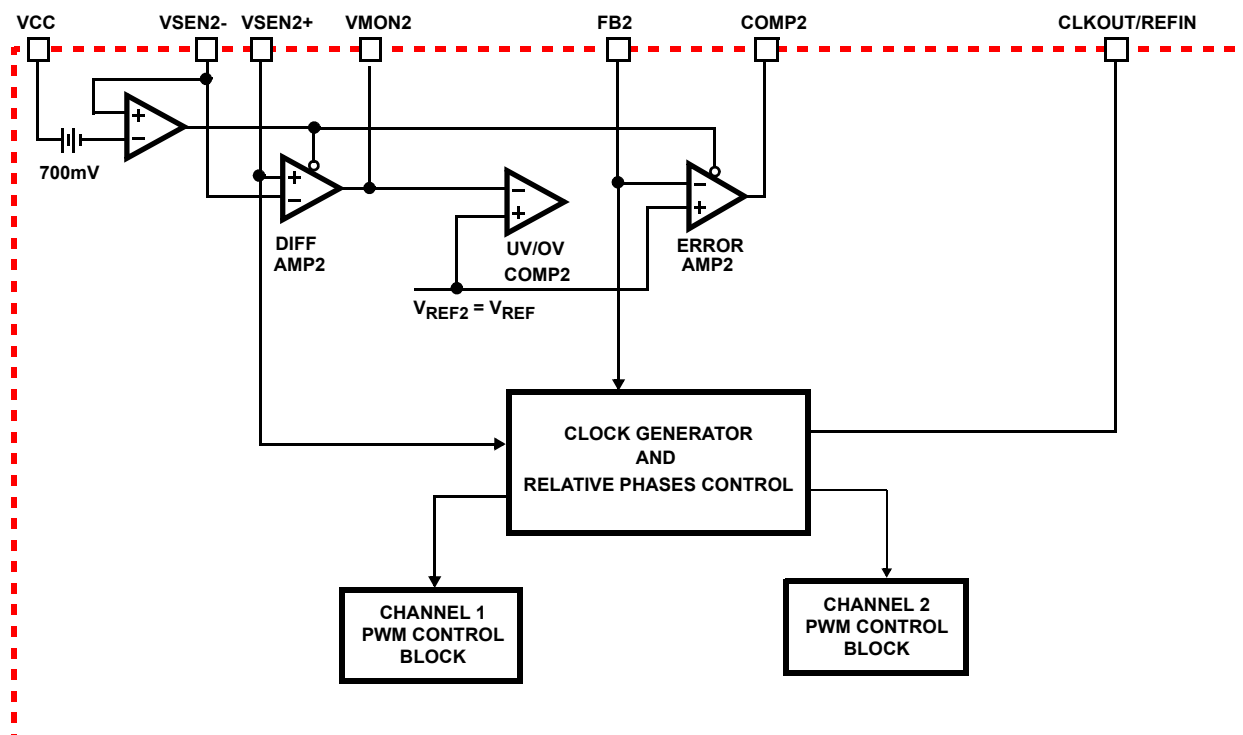 VCC
VSEN2-
VSEN2+
VMON2
FB2
COMP2
CLKOUT/REFIN
+
−
700mV
+
−
DIFF
AMP2
−
+
UV/OV
COMP2
−
+
ERROR
AMP2
VREF2 = VREF
CLOCK GENERATOR
AND
RELATIVE PHASES CONTROL
CHANNEL 1
PWM CONTROL
BLOCK
CHANNEL 2
PWM CONTROL
BLOCK